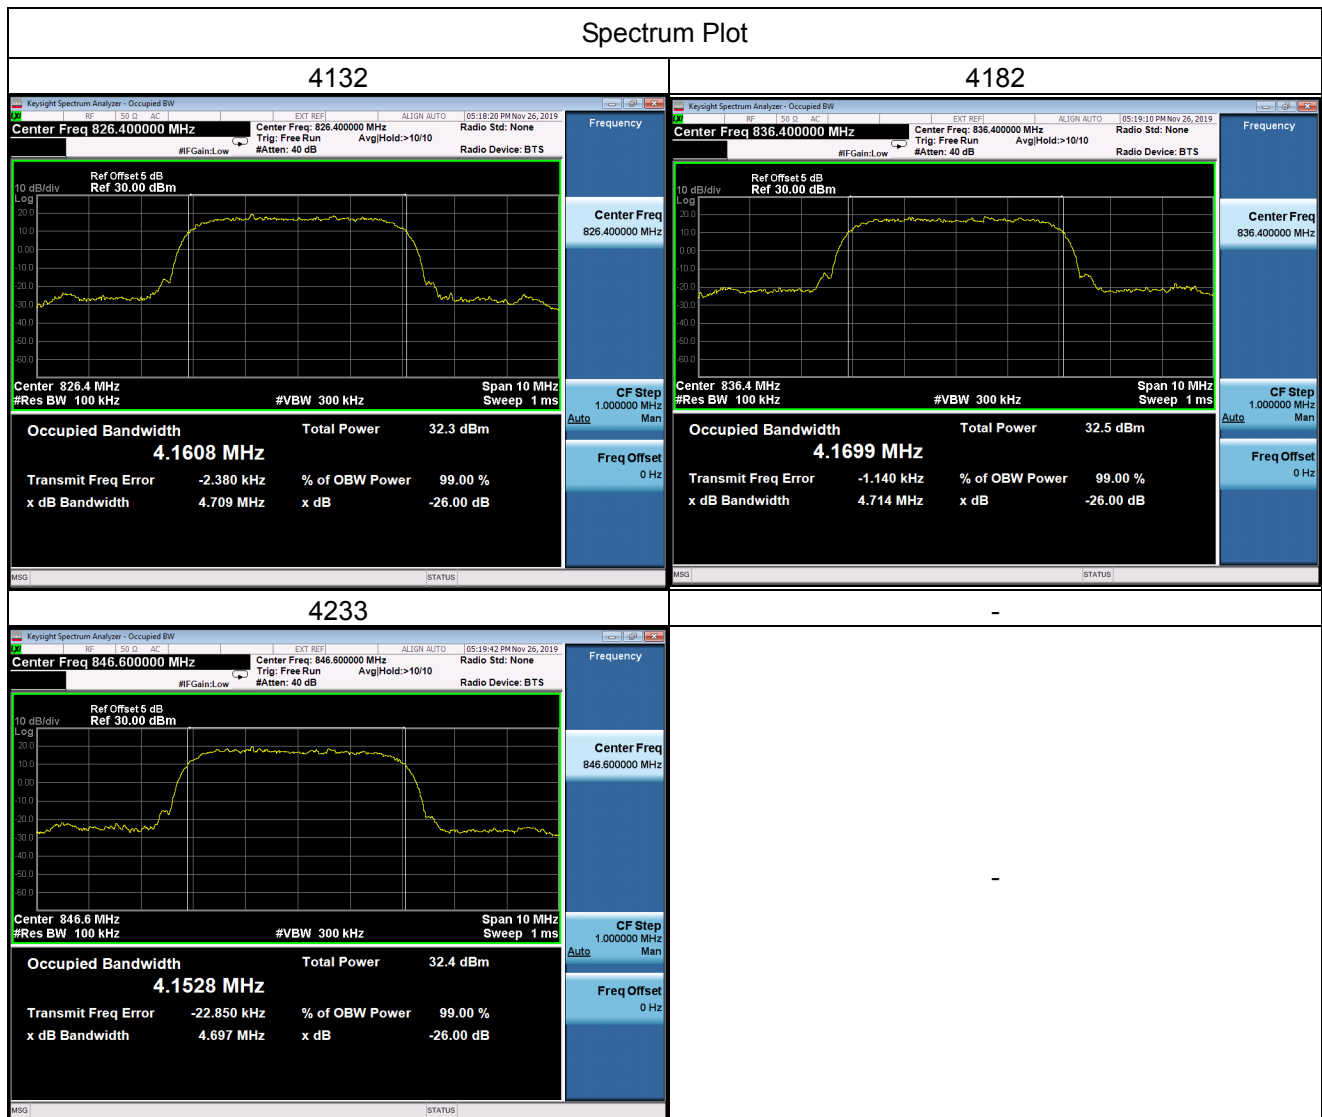 Spectrum Plot
4132
4182
Keysight Spectrum Analyzer - Occupied BW
LXI RF 50 Ω AC EXT REF ALIGN AUTO 05:18:20 PM Nov 26, 2019
Center Freq 826.400000 MHz
Center Freq: 826.400000 MHz
Radio Std: None
Trig: Free Run Avg|Hold:>10/10
#IFGain:Low
#Atten: 40 dB
Radio Device: BTS
Ref Offset 5 dB
10 dB/div Ref 30.00 dBm
Log
20.0
10.0
0.00
-10.0
-20.0
-30.0
-40.0
-50.0
-60.0
Center 826.4 MHz Span 10 MHz
#Res BW 100 kHz #VBW 300 kHz Sweep 1 ms
Occupied Bandwidth Total Power 32.3 dBm
4.1608 MHz
Transmit Freq Error -2.380 kHz % of OBW Power 99.00 %
x dB Bandwidth 4.709 MHz x dB -26.00 dB
MSG STATUS
Frequency
Center Freq
826.400000 MHz
CF Step
1.000000 MHz
Auto Man
Freq Offset
0 Hz
Keysight Spectrum Analyzer - Occupied BW
LXI RF 50 Ω AC EXT REF ALIGN AUTO 05:19:10 PM Nov 26, 2019
Center Freq 836.400000 MHz
Center Freq: 836.400000 MHz
Radio Std: None
Trig: Free Run Avg|Hold:>10/10
#IFGain:Low
#Atten: 40 dB
Radio Device: BTS
Ref Offset 5 dB
10 dB/div Ref 30.00 dBm
Log
20.0
10.0
0.00
-10.0
-20.0
-30.0
-40.0
-50.0
-60.0
Center 836.4 MHz Span 10 MHz
#Res BW 100 kHz #VBW 300 kHz Sweep 1 ms
Occupied Bandwidth Total Power 32.5 dBm
4.1699 MHz
Transmit Freq Error -1.140 kHz % of OBW Power 99.00 %
x dB Bandwidth 4.714 MHz x dB -26.00 dB
MSG STATUS
Frequency
Center Freq
836.400000 MHz
CF Step
1.000000 MHz
Auto Man
Freq Offset
0 Hz
4233
-
Keysight Spectrum Analyzer - Occupied BW
LXI RF 50 Ω AC EXT REF ALIGN AUTO 05:19:42 PM Nov 26, 2019
Center Freq 846.600000 MHz
Center Freq: 846.600000 MHz
Radio Std: None
Trig: Free Run Avg|Hold:>10/10
#IFGain:Low
#Atten: 40 dB
Radio Device: BTS
Ref Offset 5 dB
10 dB/div Ref 30.00 dBm
Log
20.0
10.0
0.00
-10.0
-20.0
-30.0
-40.0
-50.0
-60.0
Center 846.6 MHz Span 10 MHz
#Res BW 100 kHz #VBW 300 kHz Sweep 1 ms
Occupied Bandwidth Total Power 32.4 dBm
4.1528 MHz
Transmit Freq Error -22.850 kHz % of OBW Power 99.00 %
x dB Bandwidth 4.697 MHz x dB -26.00 dB
MSG STATUS
Frequency
Center Freq
846.600000 MHz
CF Step
1.000000 MHz
Auto Man
Freq Offset
0 Hz
-